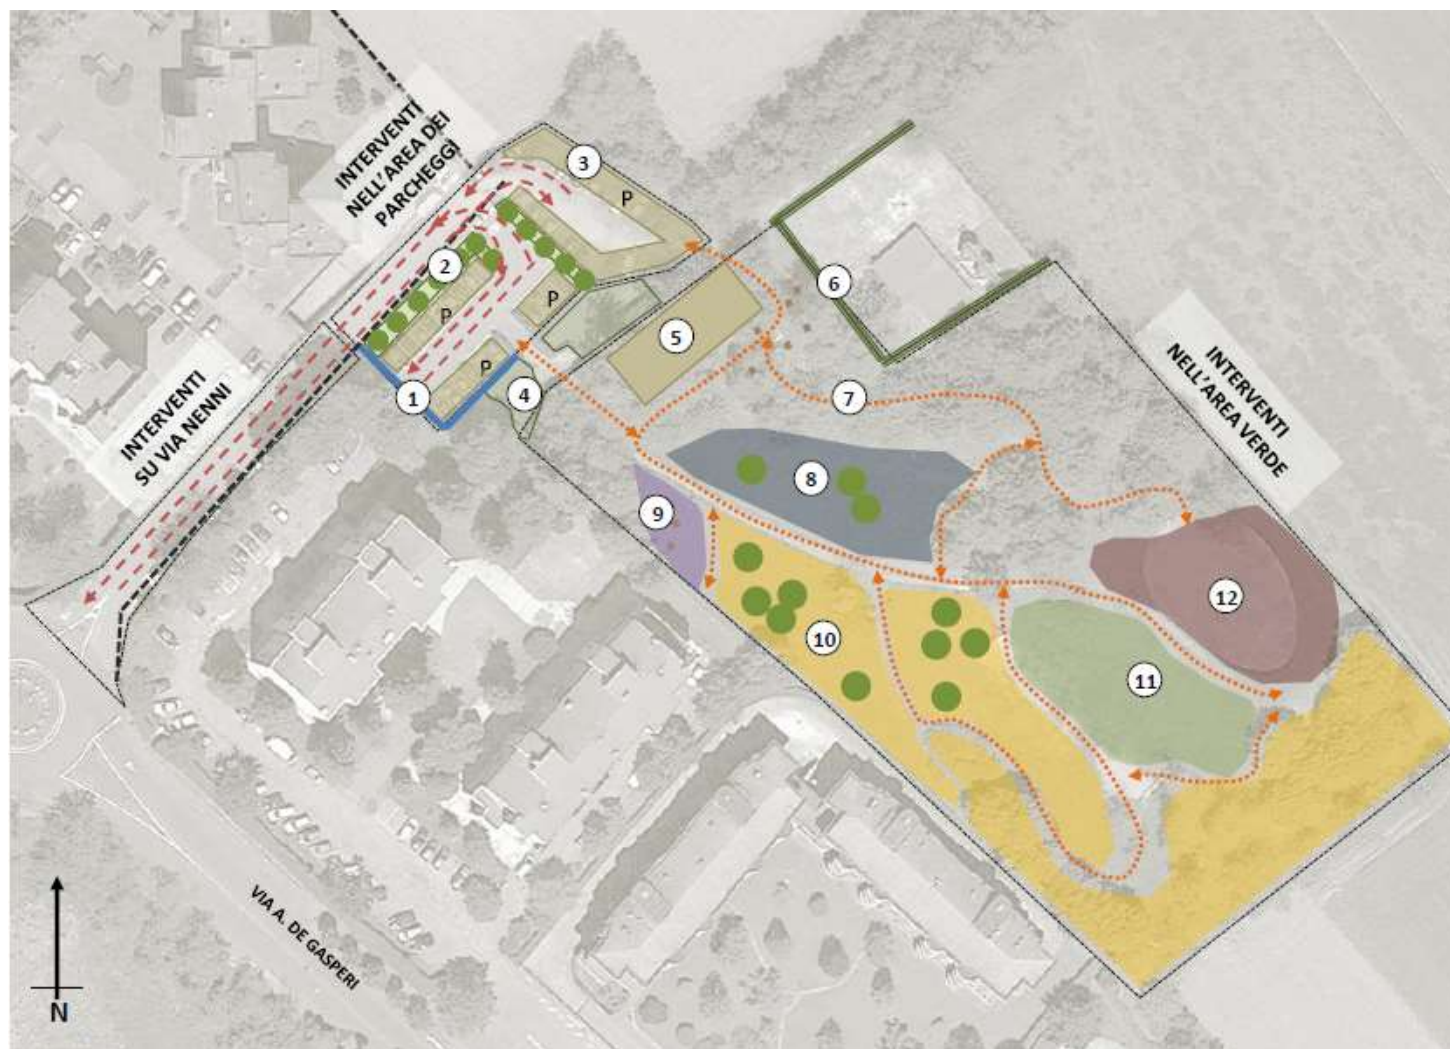 INTERVENTI
NELL'AREA DEI
PARCHEGGI
3
P
2
P
P
6
5
INTERVENTI
NELL'AREA VERDE
P
1
4
7
INTERVENTI
SU VIA NENNI
8
9
12
10
11
VIA A. DE GASPERI
N